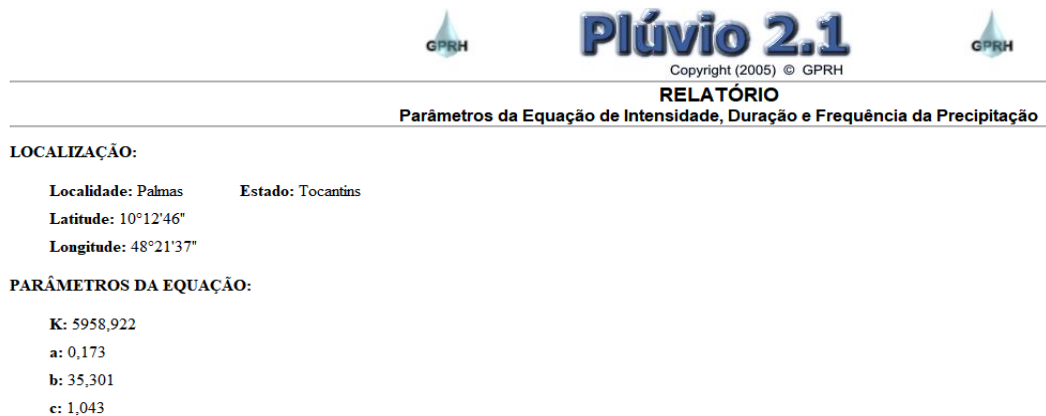 GPRH Plúvio 2.1 GPRH
Copyright (2005) © GPRH
RELATÓRIO
Parâmetros da Equação de Intensidade, Duração e Frequência da Precipitação
LOCALIZAÇÃO:
Localidade: Palmas Estado: Tocantins
Latitude: 10°12'46"
Longitude: 48°21'37"
PARÂMETROS DA EQUAÇÃO:
K: 5958,922
a: 0,173
b: 35,301
c: 1,043